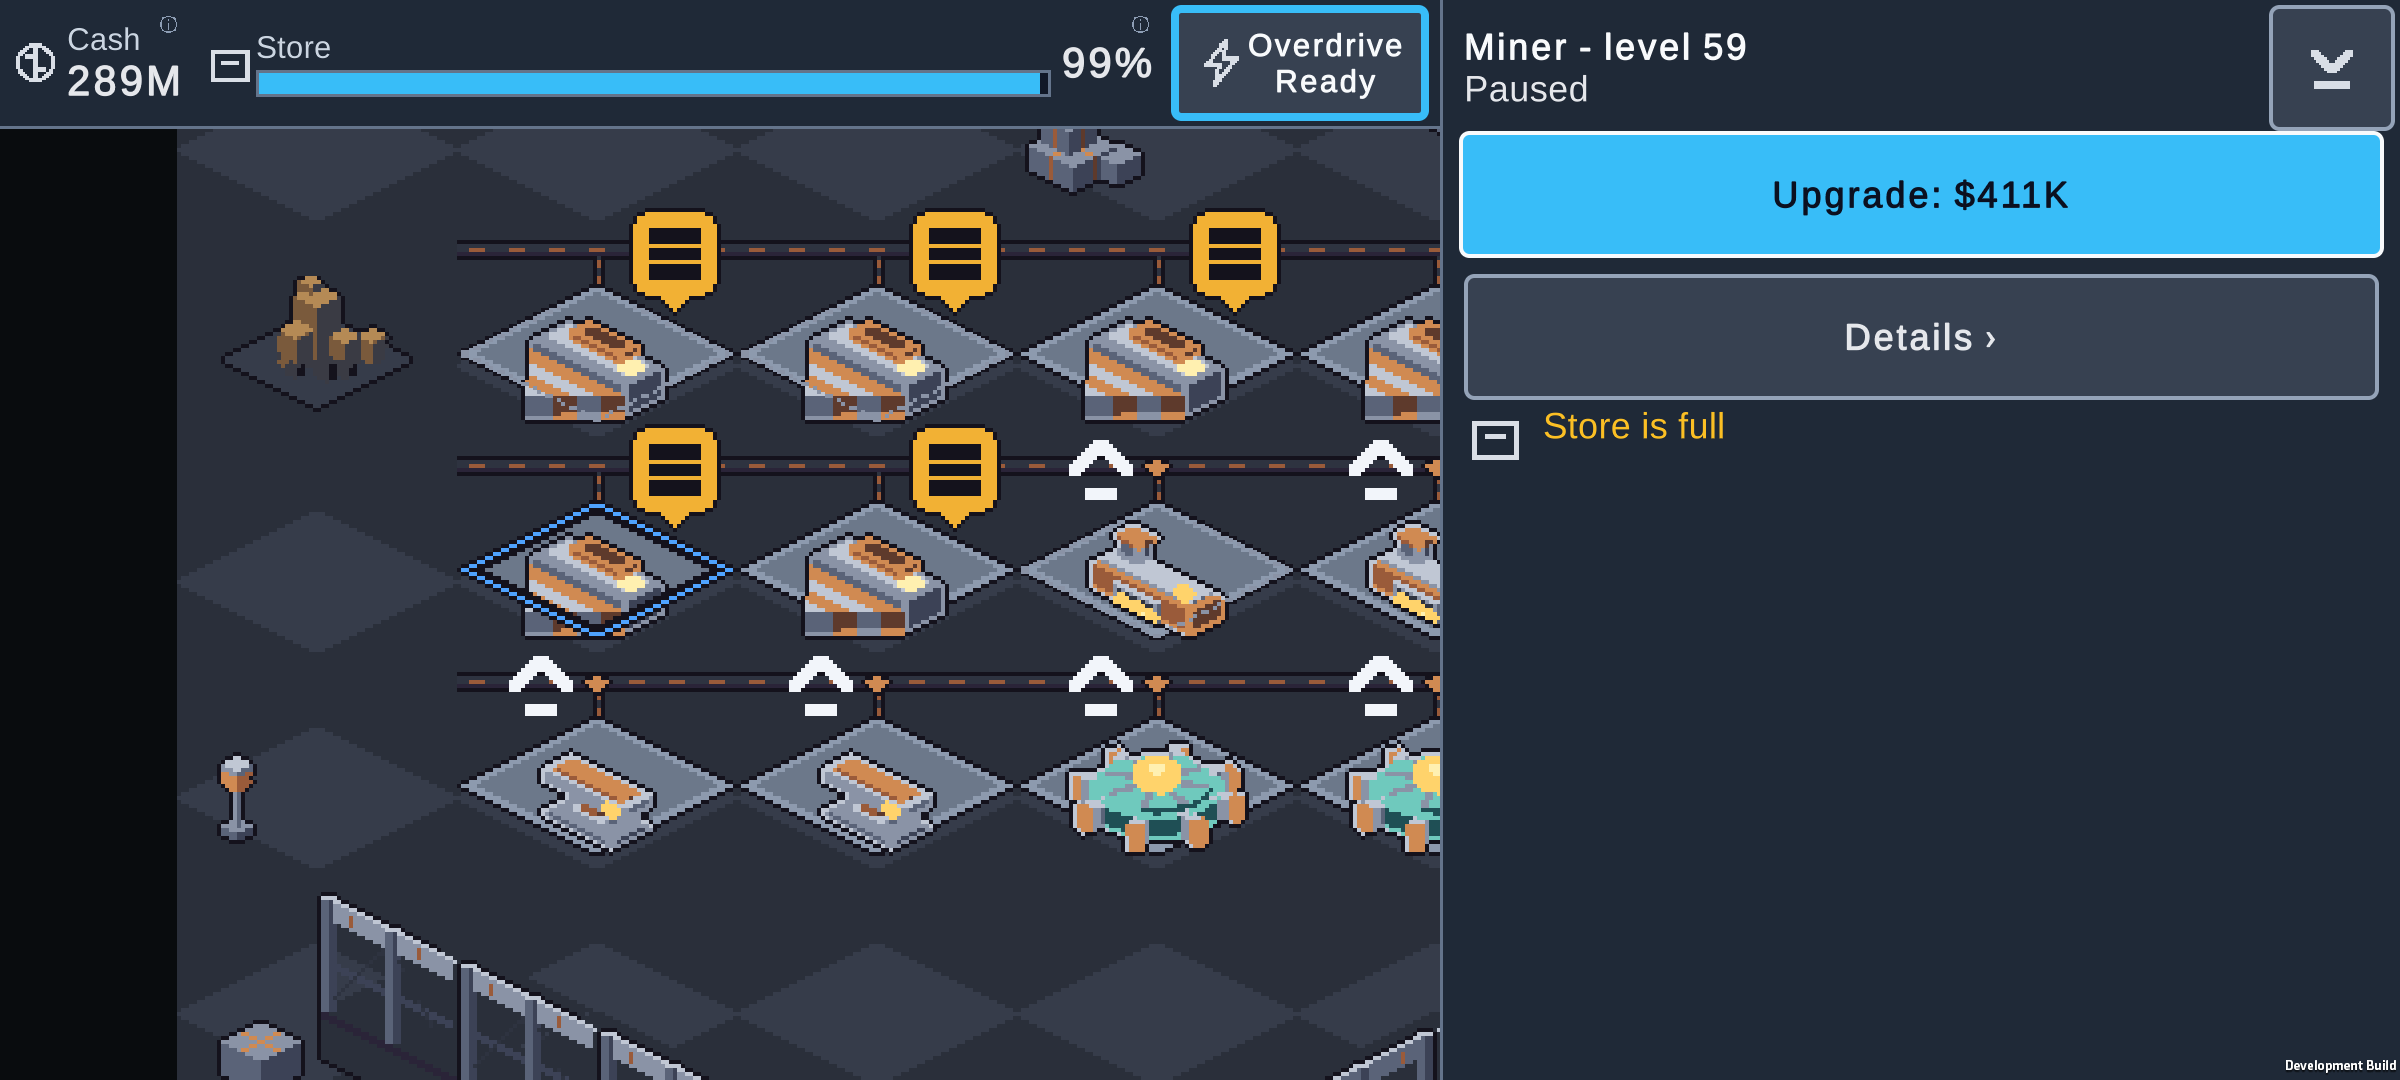 Cash
289M
Store
99%
Overdrive
Ready
Miner - level 59
Paused
Upgrade: $411K
Details ›
Store is full
Development Build